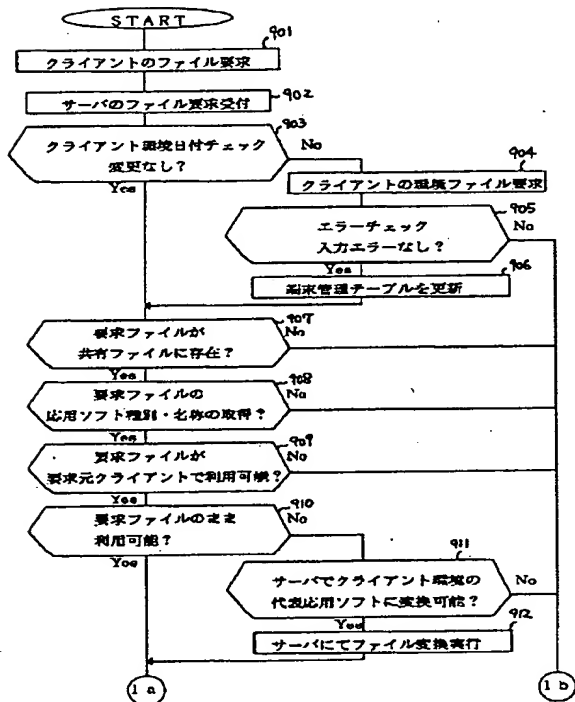 START
901
クライアントのファイル要求
902
サーバのファイル要求受付
903
クライアント環境日付チェック
変更なし?
No
Yes
904
クライアントの環境ファイル要求
905
エラーチェック
入力エラーなし?
No
Yes
906
端末管理テーブルを更新
907
要求ファイルが
共有ファイルに存在?
No
Yes
908
要求ファイルの
応用ソフト種別・名称の取得?
No
Yes
909
要求ファイルが
要求元クライアントで利用可能?
No
Yes
910
要求ファイルのまま
利用可能?
No
Yes
911
サーバでクライアント環境の
代表応用ソフトに変換可能?
No
Yes
912
サーバにてファイル変換実行
1a
1b